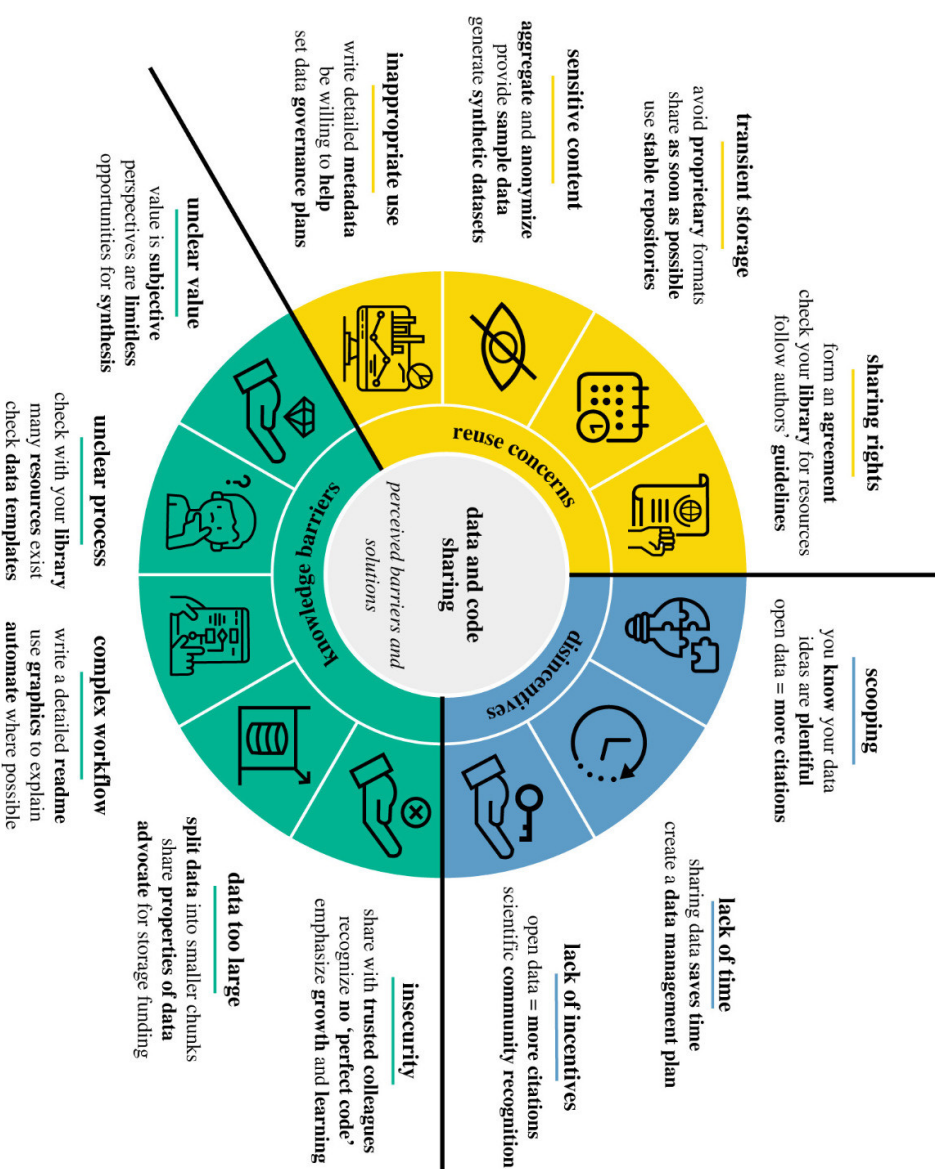 data and code
sharing
perceived barriers and
solutions
reuse concerns
disincentives
knowledge barriers
inappropriate use
write detailed metadata
be willing to help
set data governance plans
sensitive content
aggregate and anonymize
provide sample data
generate synthetic datasets
transient storage
avoid proprietary formats
share as soon as possible
use stable repositories
sharing rights
form an agreement
check your library for resources
follow authors’ guidelines
scooping
you know your data
ideas are plentiful
open data = more citations
lack of time
sharing data saves time
create a data management plan
lack of incentives
open data = more citations
scientific community recognition
insecurity
share with trusted colleagues
recognize no ‘perfect code’
emphasize growth and learning
data too large
split data into smaller chunks
share properties of data
advocate for storage funding
complex workflow
write a detailed readme
use graphics to explain
automate where possible
unclear process
check with your library
many resources exist
check data templates
unclear value
value is subjective
perspectives are limitless
opportunities for synthesis
1
?